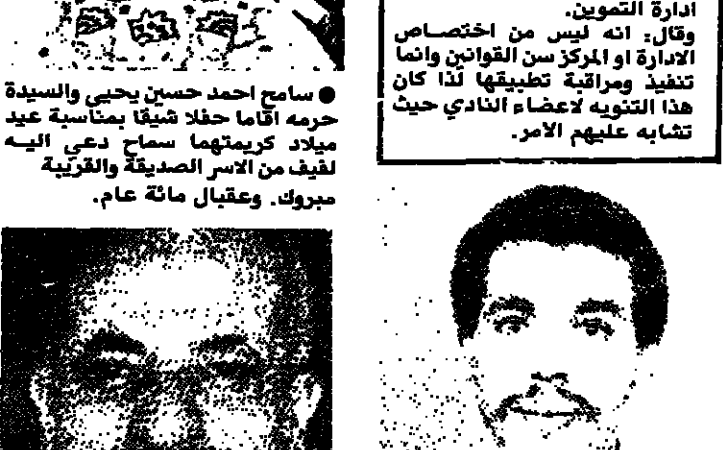 ادارة التموين.
وقال: انه ليس من اختصاص
الادارة او المركز سن القوانين وانما
تنفيذ ومراقبة تطبيقها لذا كان
هذا التنويه لاعضاء النادي حيث
تشابه عليهم الامر.
● سامح احمد حسين يحيى والسيدة
حرمه اقاما حفلا شيقا بمناسبة عيد
ميلاد كريمتهما سماح دعي اليه
لفيف من الاسر الصديقة والقريبة
مبروك. وعقبال مائة عام.